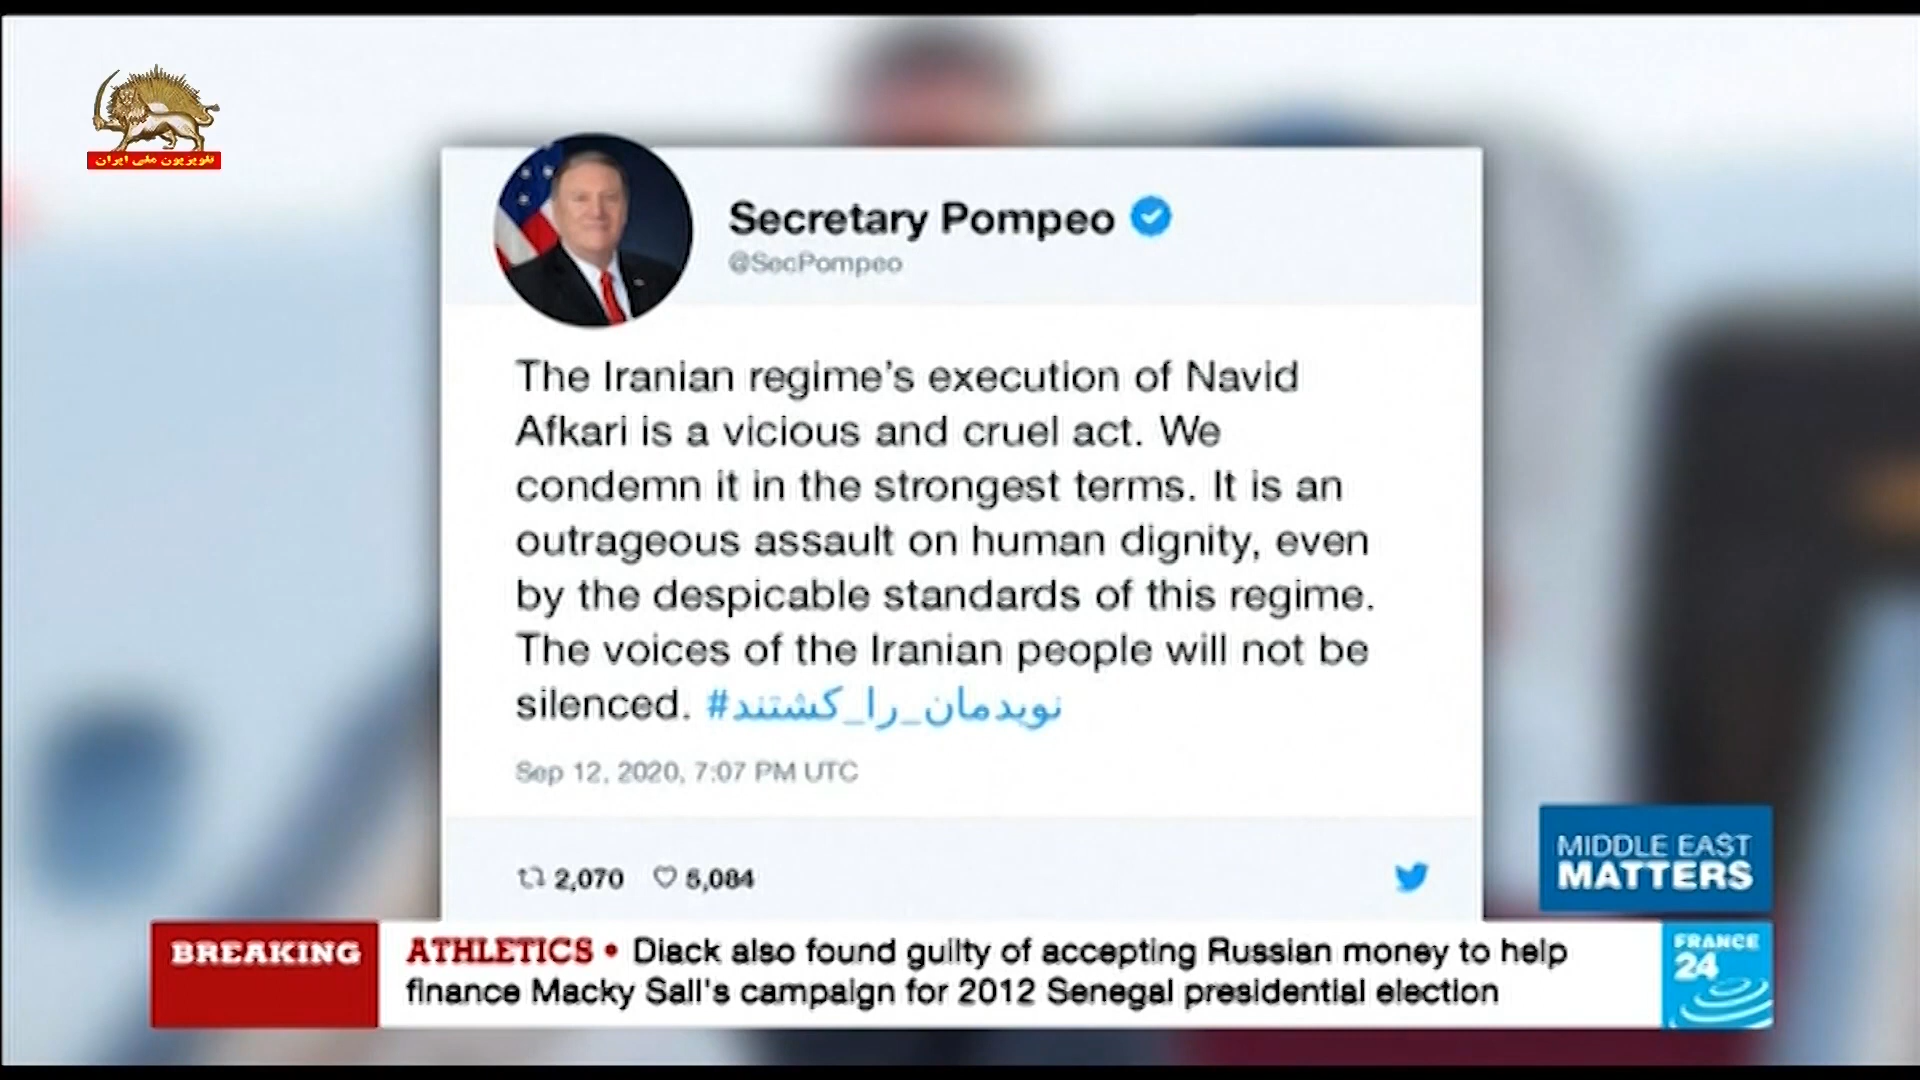 تلویزیون ملی ایران
Secretary Pompeo
@SecPompeo
The Iranian regime's execution of Navid
Afkari is a vicious and cruel act. We
condemn it in the strongest terms. It is an
outrageous assault on human dignity, even
by the despicable standards of this regime.
The voices of the Iranian people will not be
silenced. #نویدمان_را_کشتند
Sep 12, 2020, 7:07 PM UTC
2,070 5,084
MIDDLE EAST
MATTERS
BREAKING
ATHLETICS • Diack also found guilty of accepting Russian money to help
finance Macky Sall's campaign for 2012 Senegal presidential election
FRANCE
24